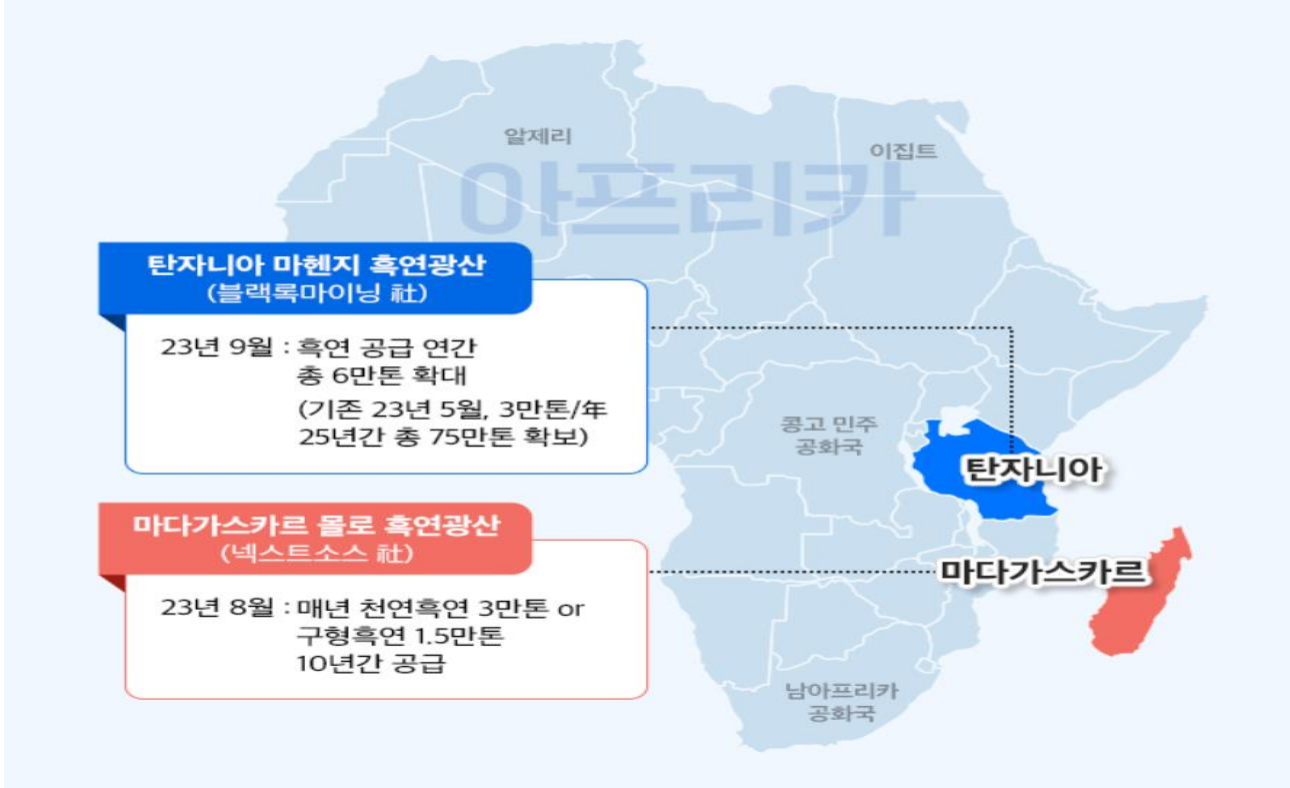 알제리
이집트
아프리카
탄자니아 마헨지 흑연광산
(블랙록마이닝 社)
23년 9월 : 흑연 공급 연간
총 6만톤 확대
(기존 23년 5월, 3만톤/年
25년간 총 75만톤 확보)
콩고 민주
공화국
탄자니아
마다가스카르 몰로 흑연광산
(넥스트소스 社)
마다가스카르
23년 8월 : 매년 천연흑연 3만톤 or
구형흑연 1.5만톤
10년간 공급
남아프리카
공화국